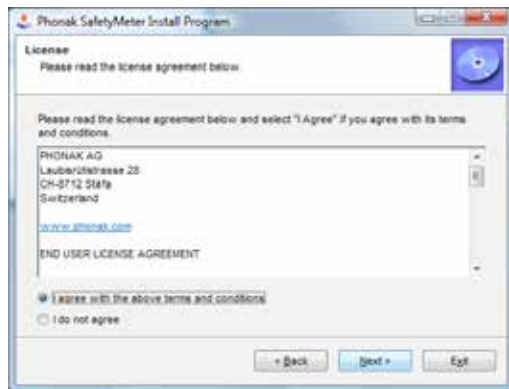 Phonak SafetyMeter Install Program
License
Please read the license agreement below.
Please read the license agreement below and select "I Agree" if you agree with its terms
and conditions.
PHONAK AG
Laubisrütistrasse 28
CH-8712 Stäfa
Switzerland
www.phonak.com
END USER LICENSE AGREEMENT
I agree with the above terms and conditions
I do not agree
« Back
Next »
Exit